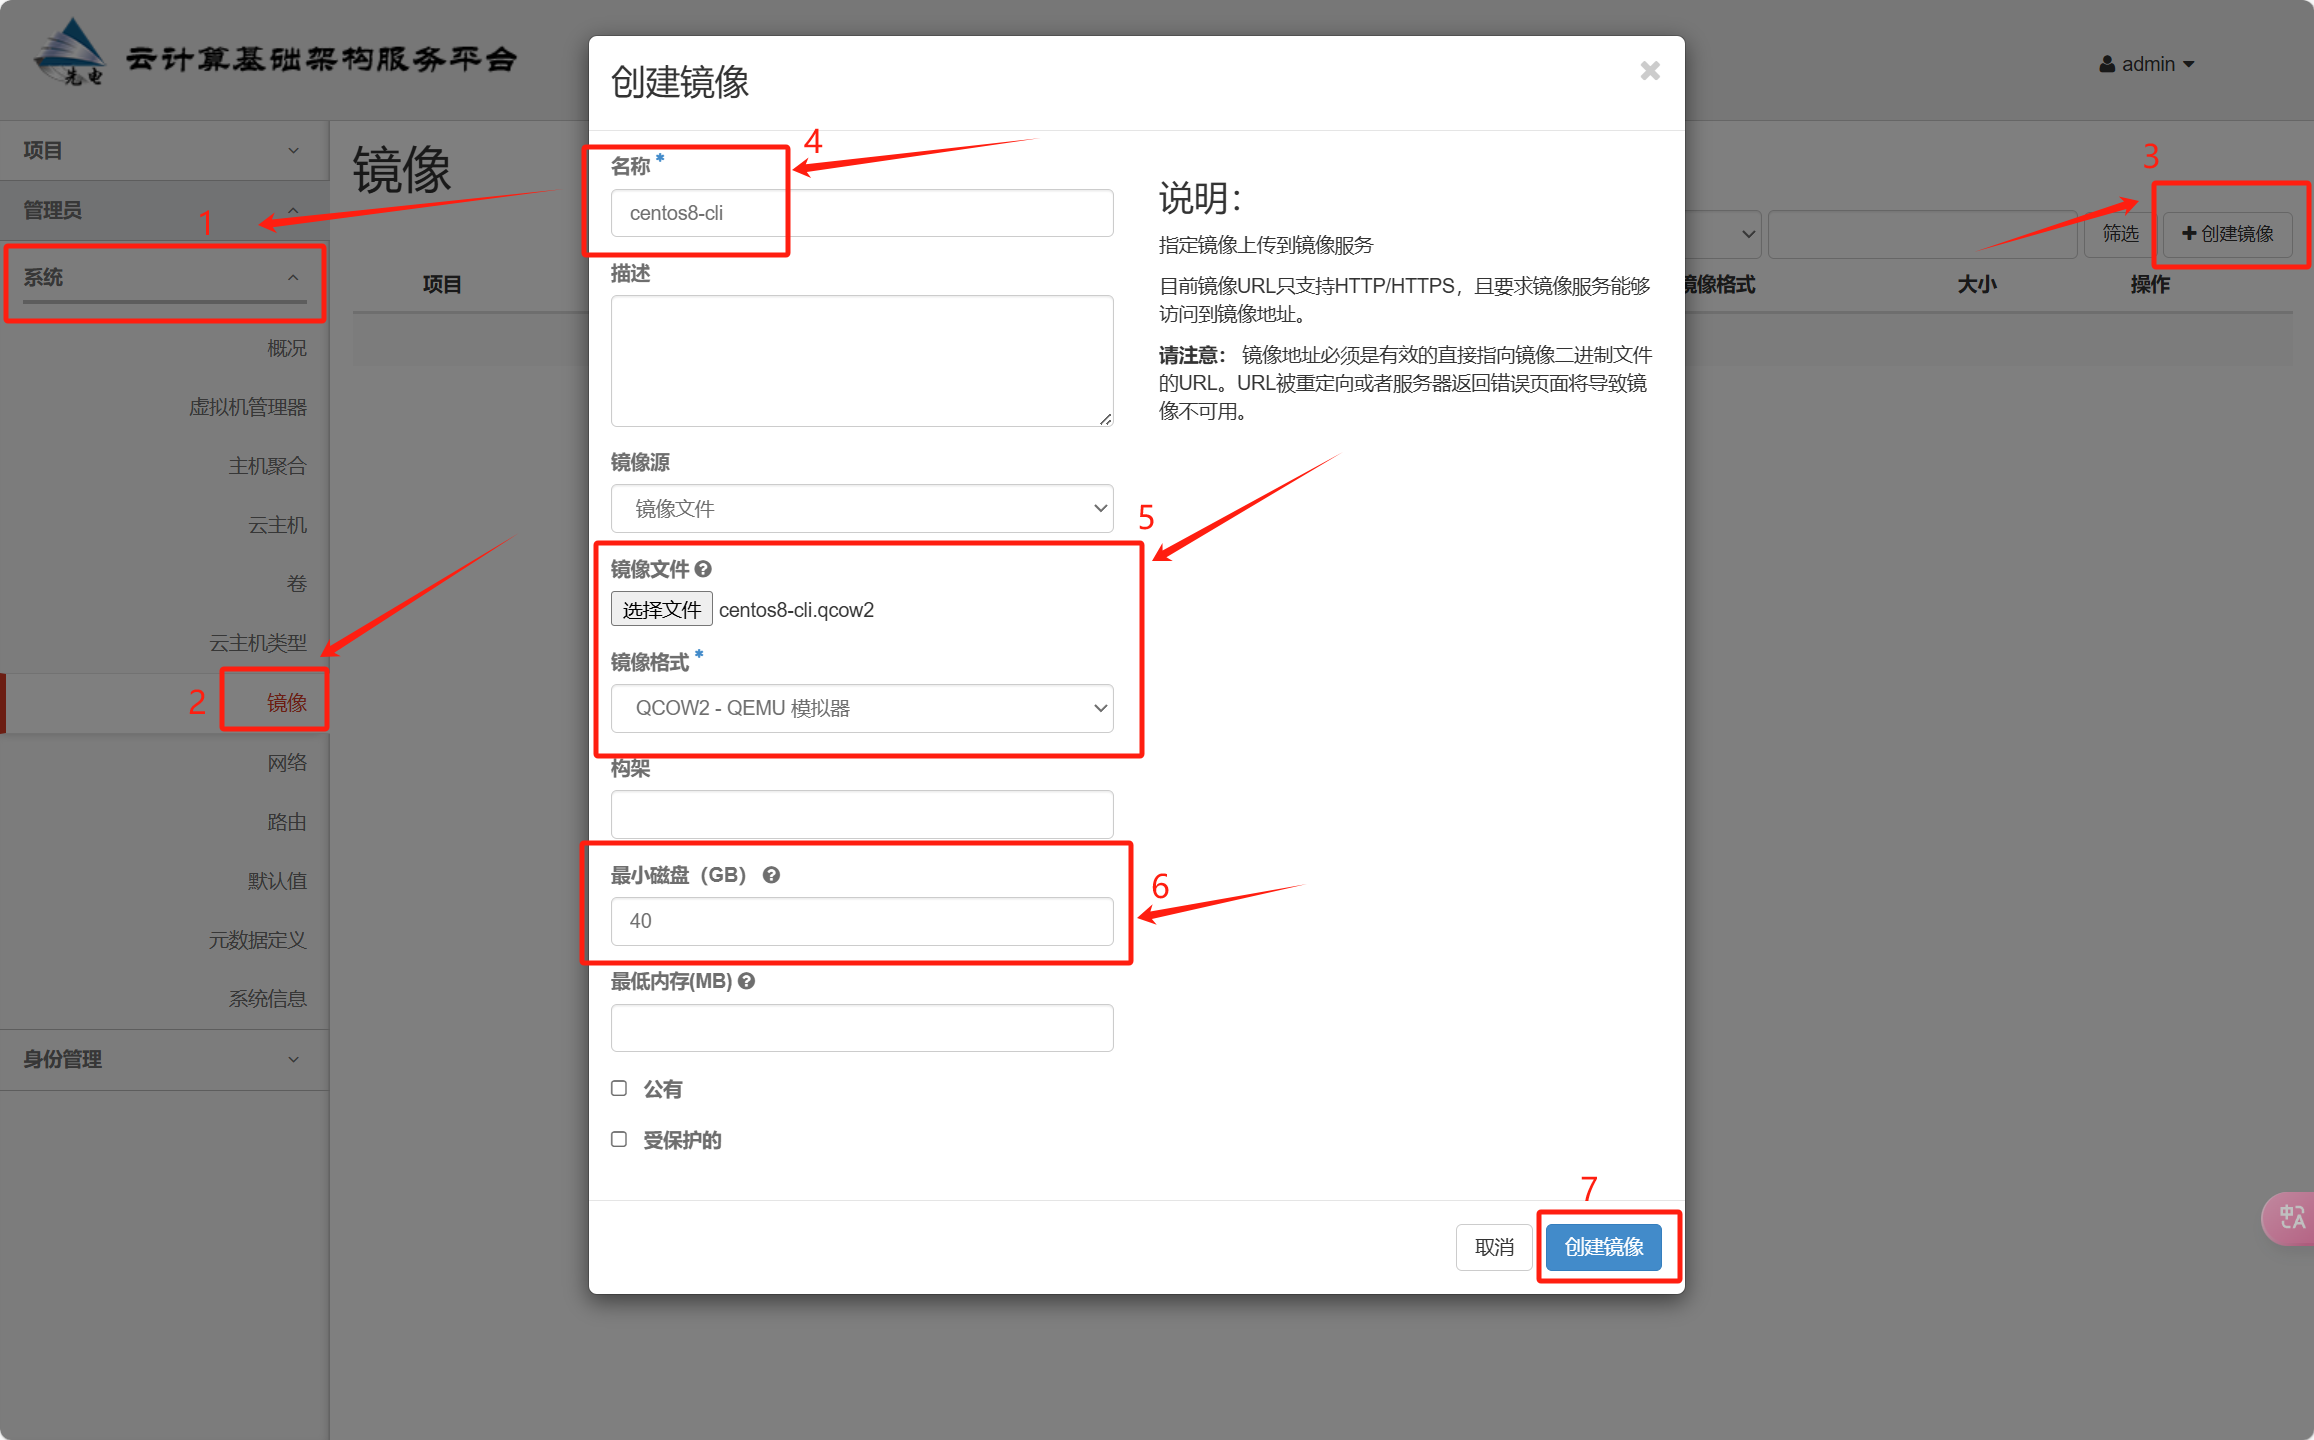 先电 云计算基础架构服务平台
admin
项目
管理员
1
系统
概况
虚拟机管理器
主机聚合
云主机
卷
云主机类型
2
镜像
网络
路由
默认值
元数据定义
系统信息
身份管理
镜像
项目
3
筛选
创建镜像
镜像格式
大小
操作
创建镜像
4
名称 *
centos8-cli
描述
镜像源
镜像文件
5
镜像文件
选择文件 centos8-cli.qcow2
镜像格式 *
QCOW2 - QEMU 模拟器
构架
6
最小磁盘（GB）
40
最低内存(MB)
公有
受保护的
说明：
指定镜像上传到镜像服务
目前镜像URL只支持HTTP/HTTPS，且要求镜像服务能够
访问到镜像地址。
请注意： 镜像地址必须是有效的直接指向镜像二进制文件
的URL。URL被重定向或者服务器返回错误页面将导致镜
像不可用。
7
取消
创建镜像
中A